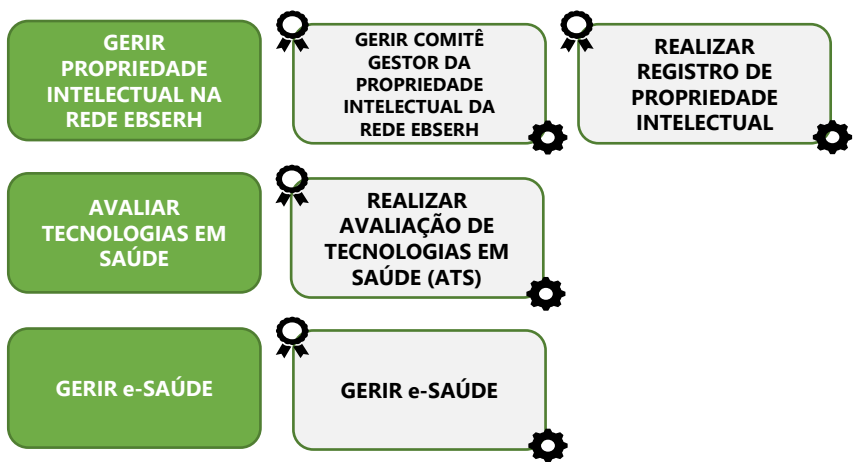 GERIR
PROPRIEDADE
INTELECTUAL NA
REDE EBSERH
GERIR COMITÊ
GESTOR DA
PROPRIEDADE
INTELECTUAL DA
REDE EBSERH
REALIZAR
REGISTRO DE
PROPRIEDADE
INTELECTUAL
AVALIAR
TECNOLOGIAS EM
SAÚDE
REALIZAR
AVALIAÇÃO DE
TECNOLOGIAS EM
SAÚDE (ATS)
GERIR e-SAÚDE
GERIR e-SAÚDE